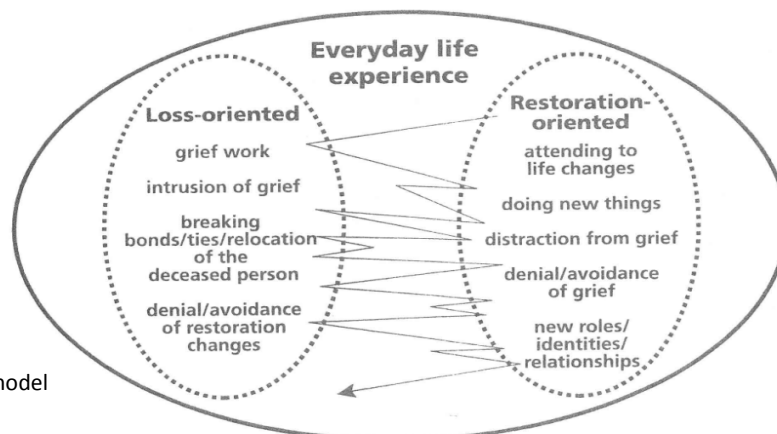 Everyday life
experience
Loss-oriented
grief work
intrusion of grief
breaking
bonds/ties/relocation
of the
deceased person
denial/avoidance
of restoration
changes
Restoration-
oriented
attending to
life changes
doing new things
distraction from grief
denial/avoidance
of grief
new roles/
identities/
relationships
model